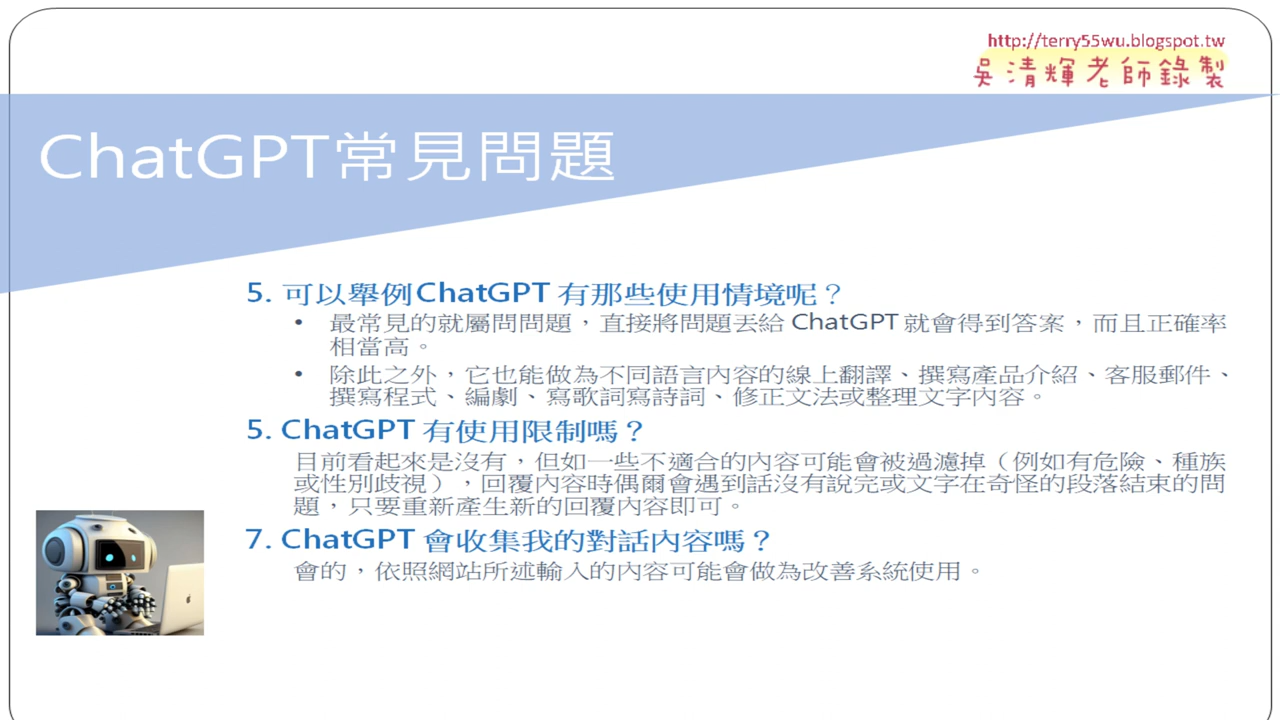 http://terry55wu.blogspot.tw
吳清輝老師錄製
ChatGPT常見問題
5. 可以舉例ChatGPT 有那些使用情境呢？
• 最常見的就屬問問題，直接將問題丟給 ChatGPT 就會得到答案，而且正確率
相當高。
• 除此之外，它也能做為不同語言內容的線上翻譯、撰寫產品介紹、客服郵件、
撰寫程式、編劇、寫歌詞寫詩詞、修正文法或整理文字內容。
5. ChatGPT 有使用限制嗎？
目前看起來是沒有，但如一些不適合的內容可能會被過濾掉（例如有危險、種族
或性別歧視），回覆內容時偶爾會遇到話沒有說完或文字在奇怪的段落結束的問
題，只要重新產生新的回覆內容即可。
7. ChatGPT 會收集我的對話內容嗎？
會的，依照網站所述輸入的內容可能會做為改善系統使用。